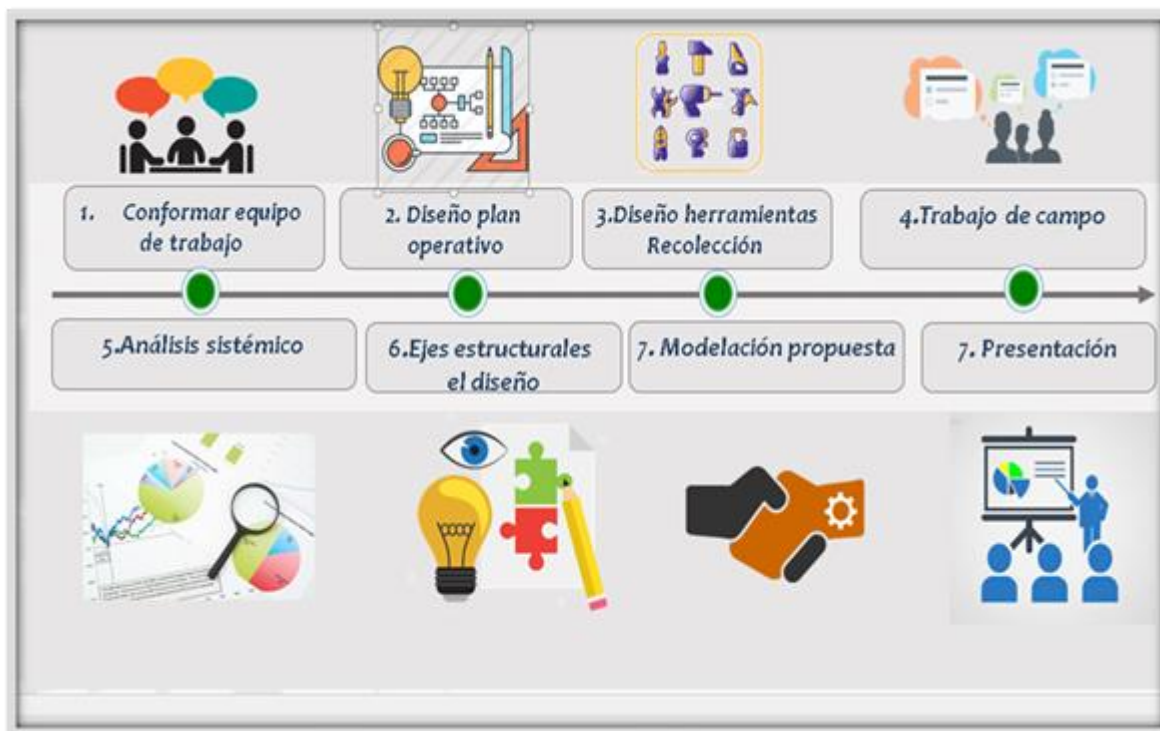 1. Conformar equipo
de trabajo
2. Diseño plan
operativo
3.Diseño herramientas
Recolección
4.Trabajo de campo
5.Análisis sistémico
6.Ejes estructurales
el diseño
7. Modelación propuesta
7. Presentación